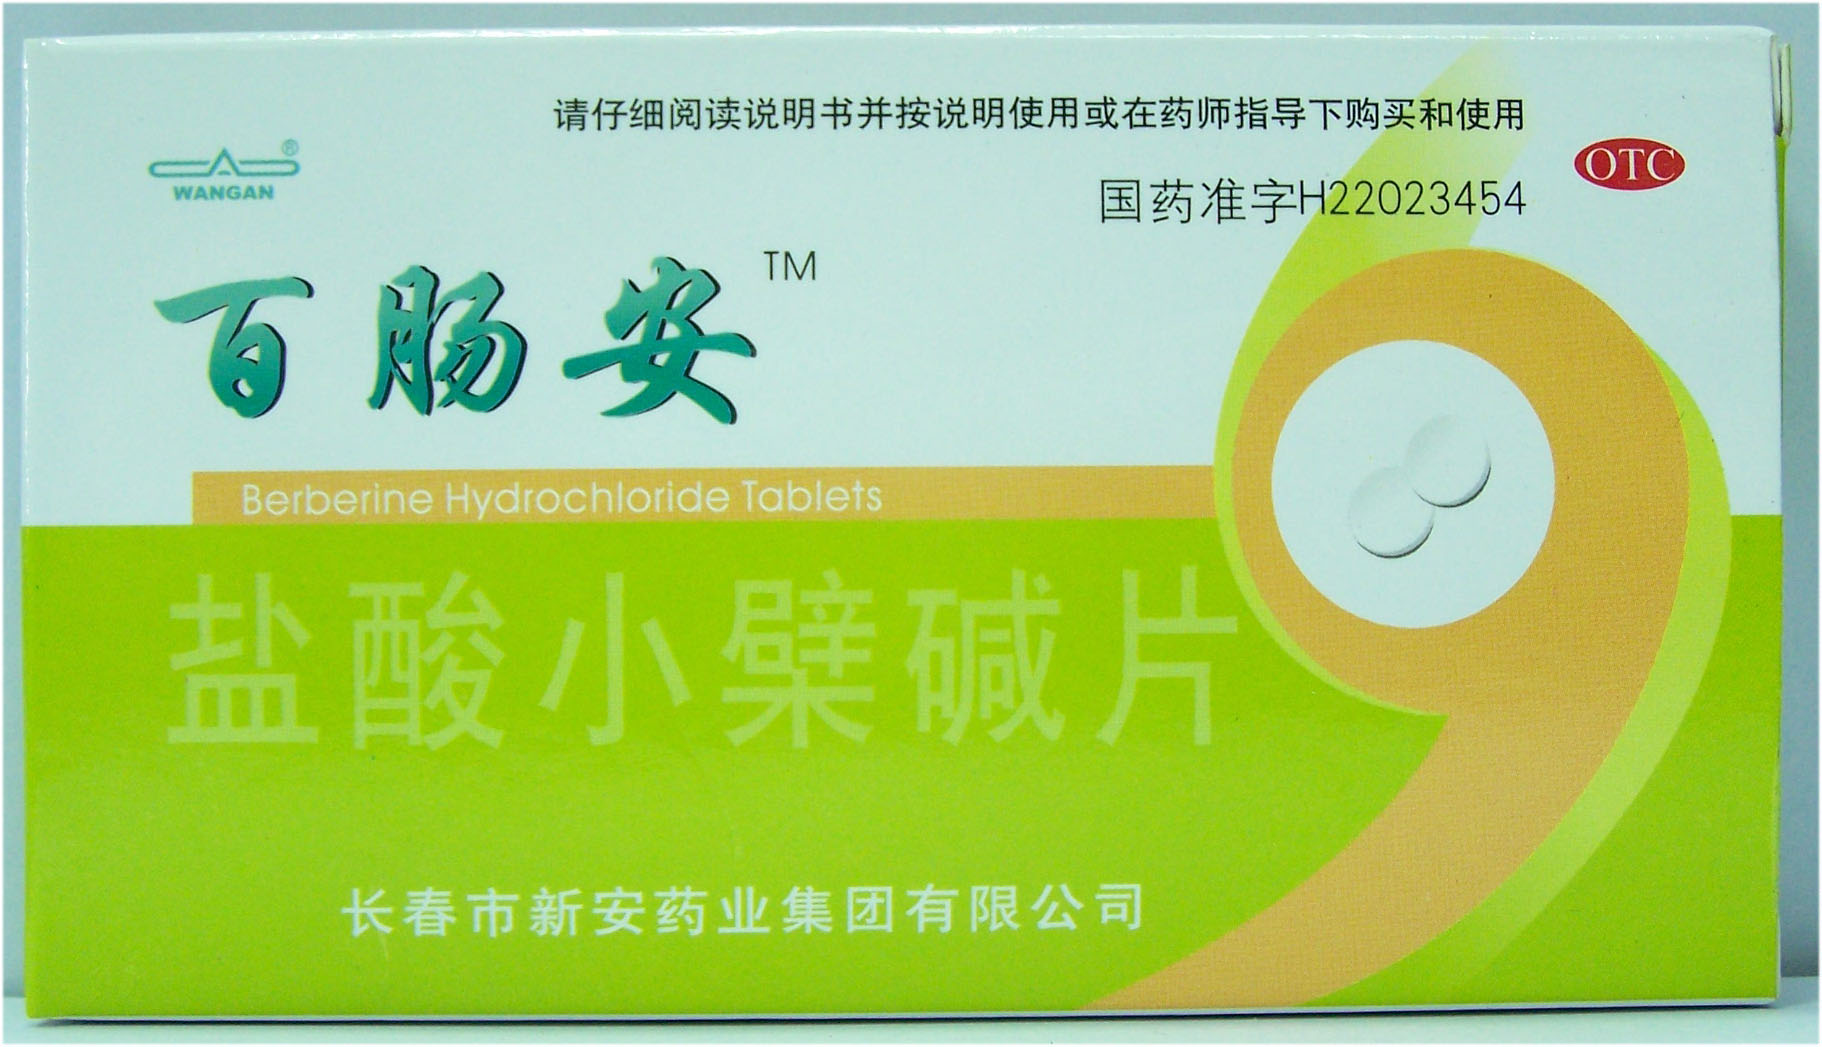 请仔细阅读说明书并按说明使用或在药师指导下购买和使用
OTC
WANGAN®
国药准字H22023454
百肠安TM
Berberine Hydrochloride Tablets
盐酸小檗碱片
长春市新安药业集团有限公司